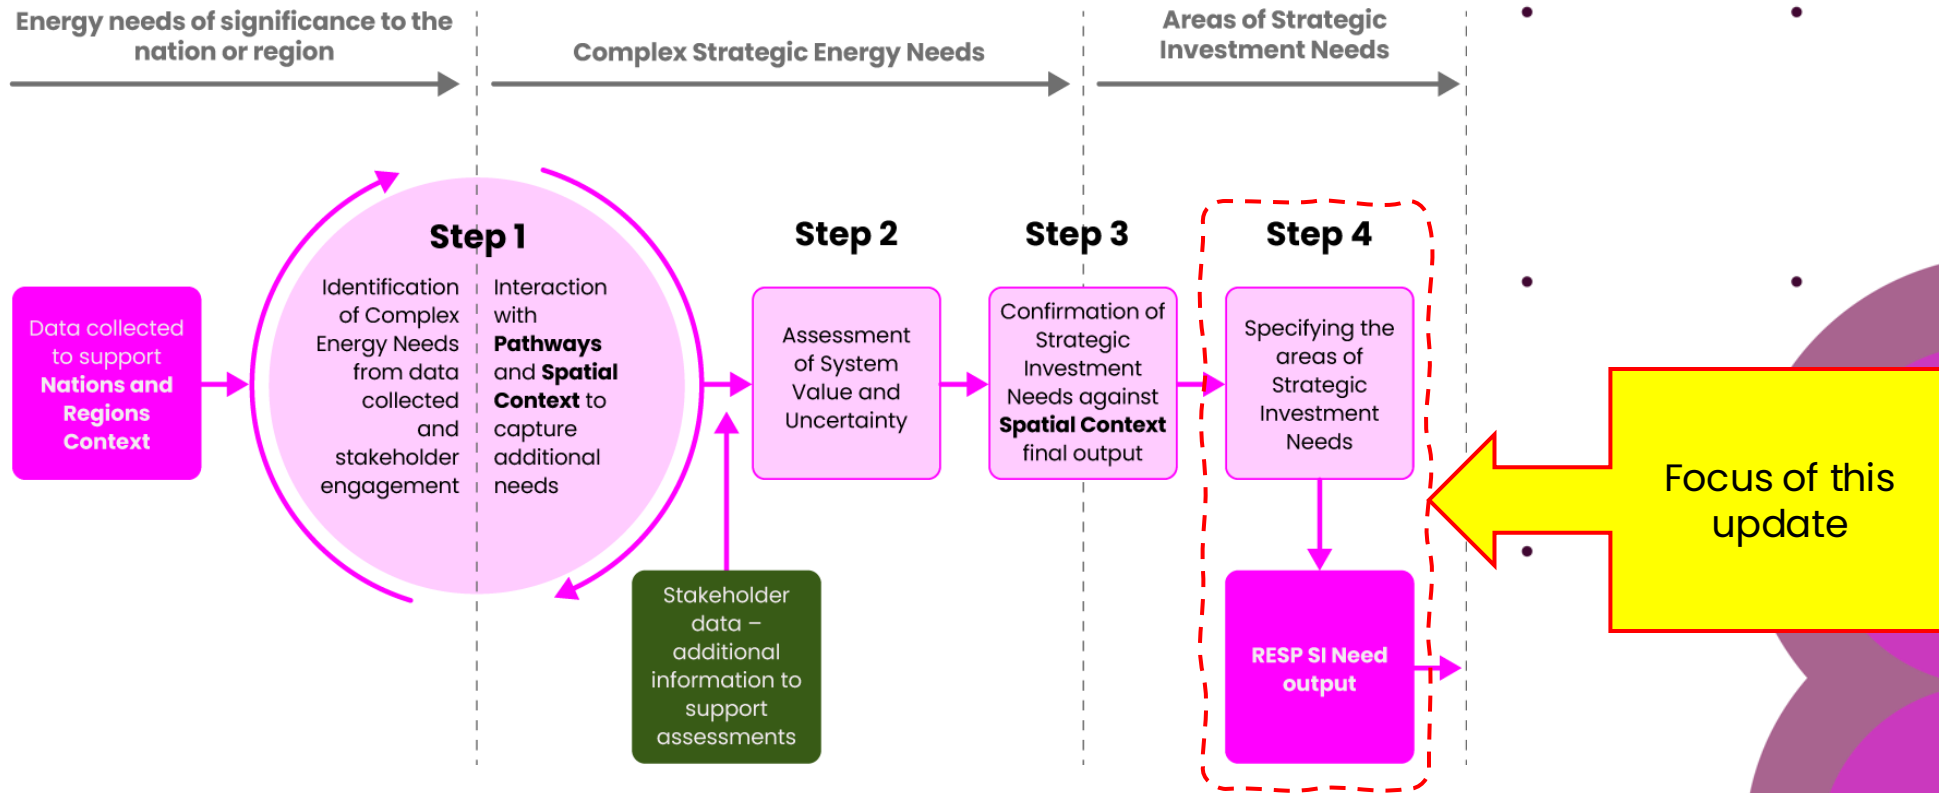 Energy needs of significance to the
nation or region
Complex Strategic Energy Needs
Areas of Strategic
Investment Needs
Data collected
to support
Nations and
Regions
Context
Step 1
Identification
of Complex
Energy Needs
from data
collected
and
stakeholder
engagement
Interaction
with
Pathways
and Spatial
Context to
capture
additional
needs
Stakeholder
data –
additional
information to
support
assessments
Step 2
Assessment
of System
Value and
Uncertainty
Step 3
Confirmation of
Strategic
Investment
Needs against
Spatial Context
final output
Step 4
Specifying the
areas of
Strategic
Investment
Needs
RESP SI Need
output
Focus of this
update